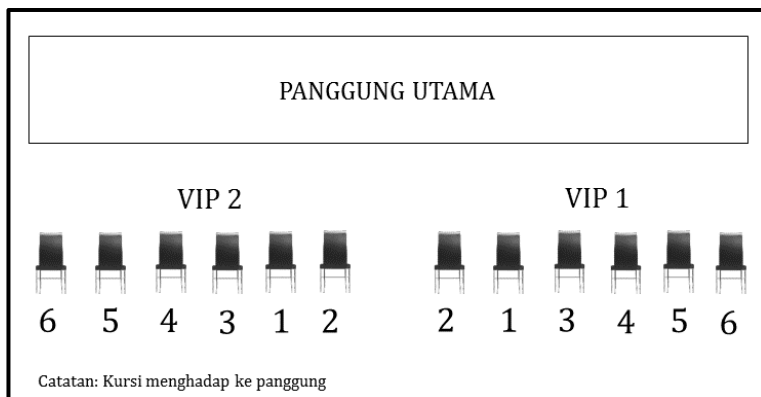 PANGGUNG UTAMA
VIP 2 VIP 1
6 5 4 3 1 2 2 1 3 4 5 6
Catatan: Kursi menghadap ke panggung